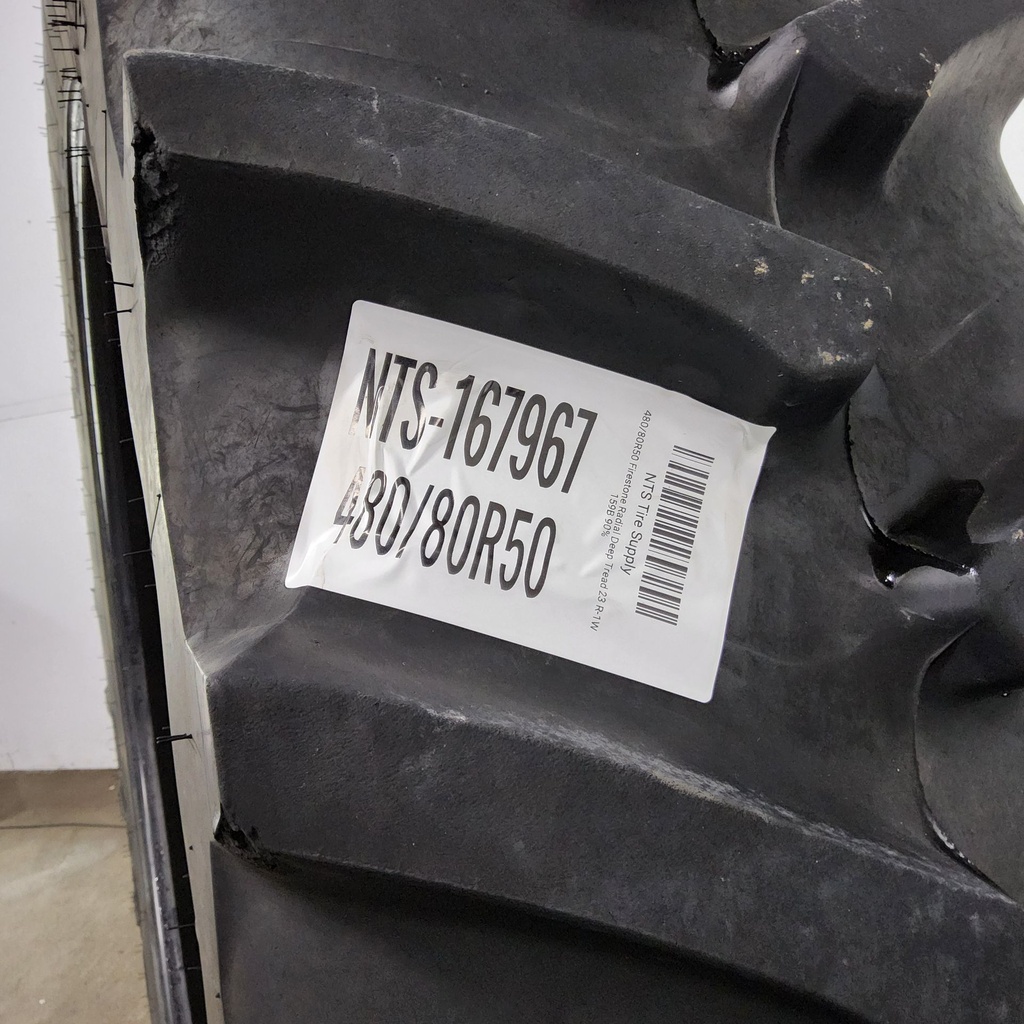 NTS-167967
480/80R50
480/80R50 Firestone Radial Deep Tread 23 R-1W
159B 90%
NTS Tire Supply